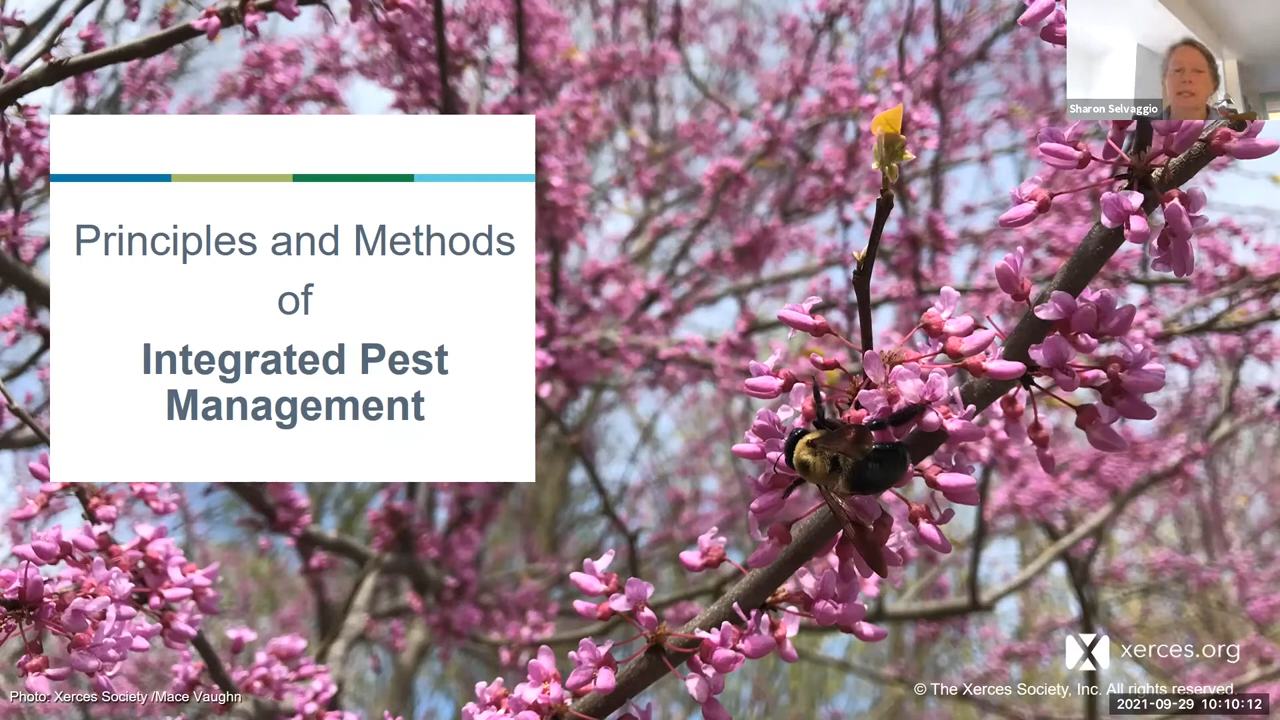 Sharon Selvaggio
Principles and Methods
of
Integrated Pest
Management
xerces.org
Photo: Xerces Society /Mace Vaughn
© The Xerces Society, Inc. All rights reserved.
2021-09-29 10:10:12